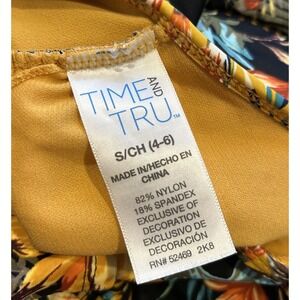 TIME AND
TRU™
S/CH (4-6)
MADE IN/HECHO EN
CHINA
82% NYLON
18% SPANDEX
EXCLUSIVE OF
DECORATION
EXCLUSIVO DE
DECORACIÓN
RN# 52469 2K8